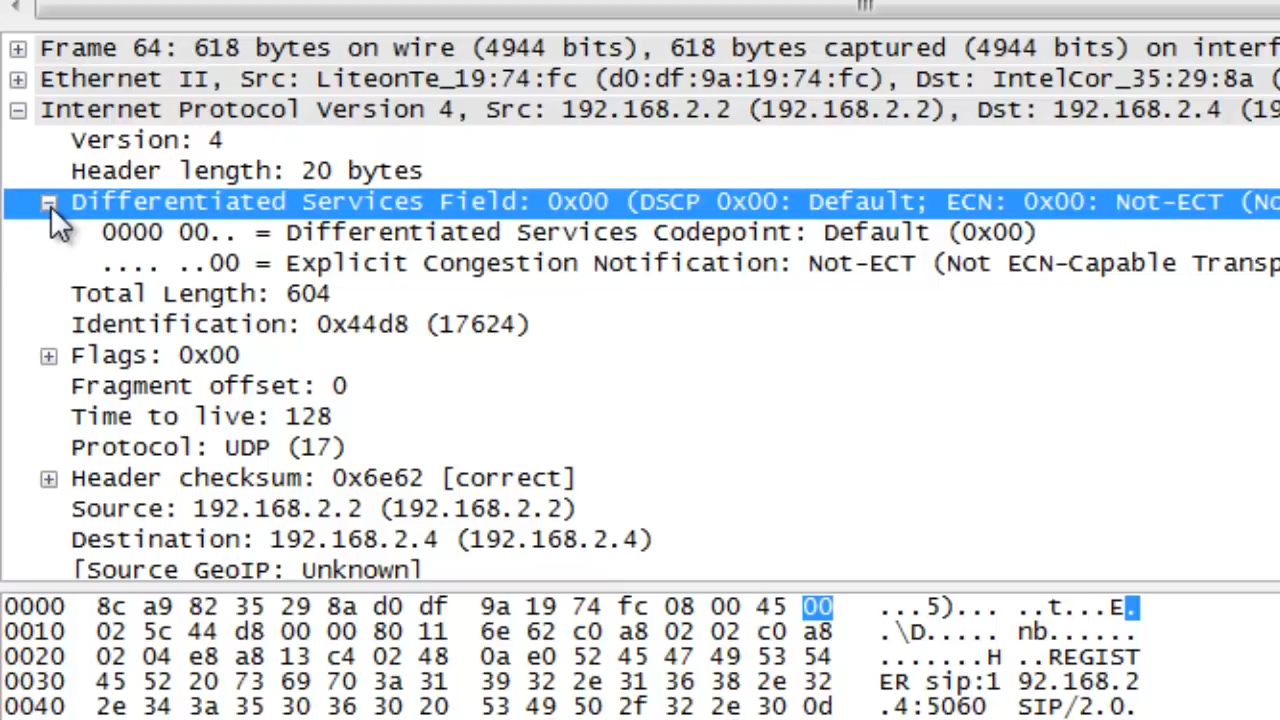 Frame 64: 618 bytes on wire (4944 bits), 618 bytes captured (4944 bits) on interf
Ethernet II, Src: LiteonTe_19:74:fc (d0:df:9a:19:74:fc), Dst: IntelCor_35:29:8a (
Internet Protocol Version 4, Src: 192.168.2.2 (192.168.2.2), Dst: 192.168.2.4 (19
Version: 4
Header length: 20 bytes
Differentiated Services Field: 0x00 (DSCP 0x00: Default; ECN: 0x00: Not-ECT (No
0000 00.. = Differentiated Services Codepoint: Default (0x00)
.... ..00 = Explicit Congestion Notification: Not-ECT (Not ECN-Capable Transp
Total Length: 604
Identification: 0x44d8 (17624)
Flags: 0x00
Fragment offset: 0
Time to live: 128
Protocol: UDP (17)
Header checksum: 0x6e62 [correct]
Source: 192.168.2.2 (192.168.2.2)
Destination: 192.168.2.4 (192.168.2.4)
[Source GeoIP: Unknown]
0000 8c a9 82 35 29 8a d0 df 9a 19 74 fc 08 00 45 00 ...5)... ..t...E.
0010 02 5c 44 d8 00 00 80 11 6e 62 c0 a8 02 02 c0 a8 .\D..... nb......
0020 02 04 e8 a8 13 c4 02 48 0a e0 52 45 47 49 53 54 .......H ..REGIST
0030 45 52 20 73 69 70 3a 31 39 32 2e 31 36 38 2e 32 ER sip:1 92.168.2
0040 2e 34 3a 35 30 36 30 20 53 49 50 2f 32 2e 30 0d .4:5060 SIP/2.0.